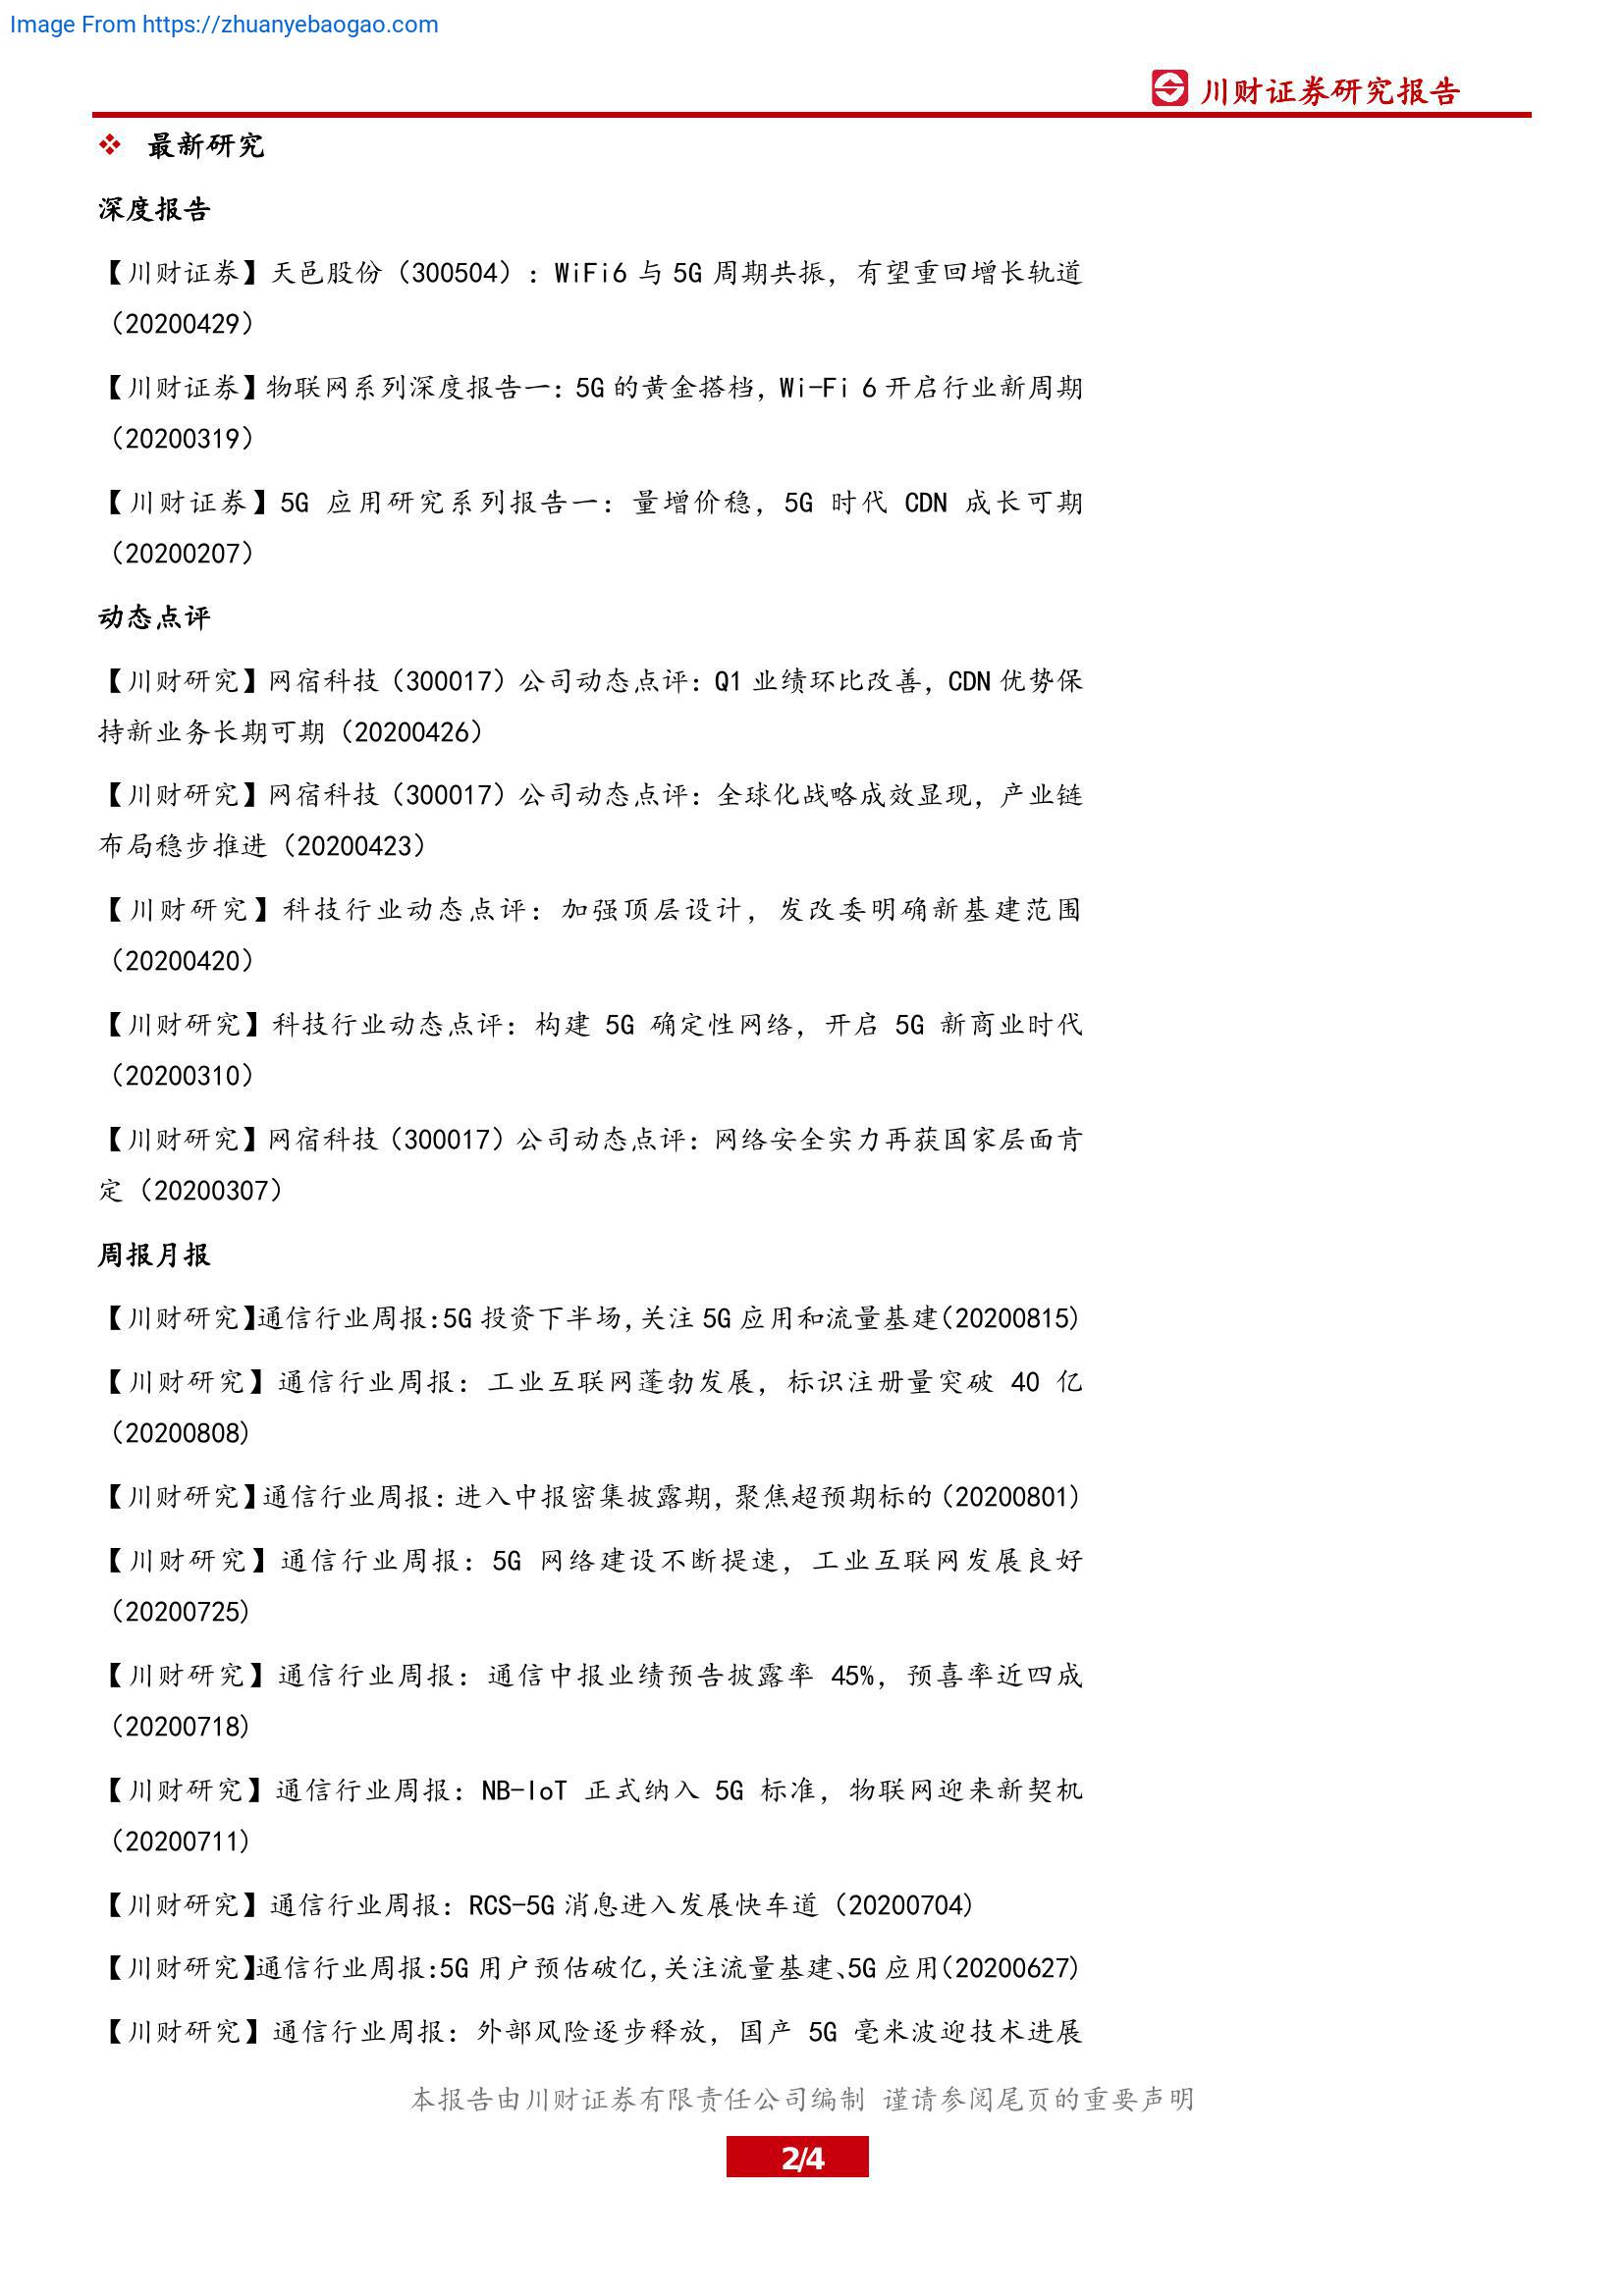 Image From https://zhuanyebaogao.com
川财证券研究报告
❖ 最新研究
深度报告
【川财证券】天邑股份（300504）：WiFi6 与 5G 周期共振，有望重回增长轨道
（20200429）
【川财证券】物联网系列深度报告一：5G 的黄金搭档，Wi-Fi 6 开启行业新周期
（20200319）
【川财证券】5G 应用研究系列报告一：量增价稳，5G 时代 CDN 成长可期
（20200207）
动态点评
【川财研究】网宿科技（300017）公司动态点评：Q1 业绩环比改善，CDN 优势保
持新业务长期可期（20200426）
【川财研究】网宿科技（300017）公司动态点评：全球化战略成效显现，产业链
布局稳步推进（20200423）
【川财研究】科技行业动态点评：加强顶层设计，发改委明确新基建范围
（20200420）
【川财研究】科技行业动态点评：构建 5G 确定性网络，开启 5G 新商业时代
（20200310）
【川财研究】网宿科技（300017）公司动态点评：网络安全实力再获国家层面肯
定（20200307）
周报月报
【川财研究】通信行业周报：5G 投资下半场，关注 5G 应用和流量基建（20200815)
【川财研究】通信行业周报：工业互联网蓬勃发展，标识注册量突破 40 亿
（20200808)
【川财研究】通信行业周报：进入中报密集披露期，聚焦超预期标的（20200801)
【川财研究】通信行业周报：5G 网络建设不断提速，工业互联网发展良好
（20200725)
【川财研究】通信行业周报：通信中报业绩预告披露率 45%，预喜率近四成
（20200718)
【川财研究】通信行业周报：NB-IoT 正式纳入 5G 标准，物联网迎来新契机
（20200711)
【川财研究】通信行业周报：RCS-5G 消息进入发展快车道（20200704)
【川财研究】通信行业周报：5G 用户预估破亿，关注流量基建、5G 应用（20200627)
【川财研究】通信行业周报：外部风险逐步释放，国产 5G 毫米波迎技术进展
本报告由川财证券有限责任公司编制 谨请参阅尾页的重要声明
2/4